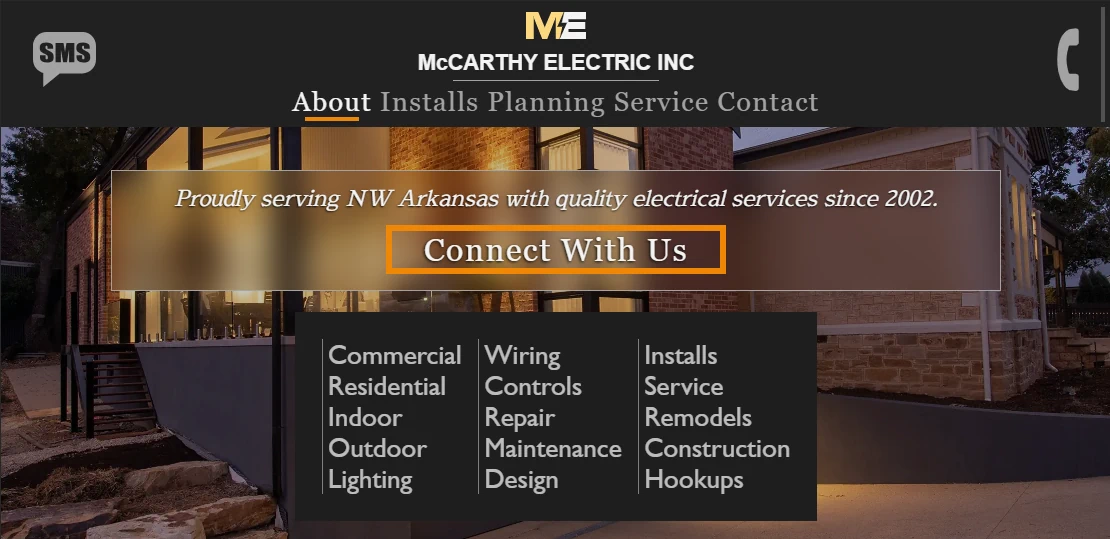 SMS
ME
McCARTHY ELECTRIC INC
About Installs Planning Service Contact
Proudly serving NW Arkansas with quality electrical services since 2002.
Connect With Us
Commercial
Residential
Indoor
Outdoor
Lighting
Wiring
Controls
Repair
Maintenance
Design
Installs
Service
Remodels
Construction
Hookups